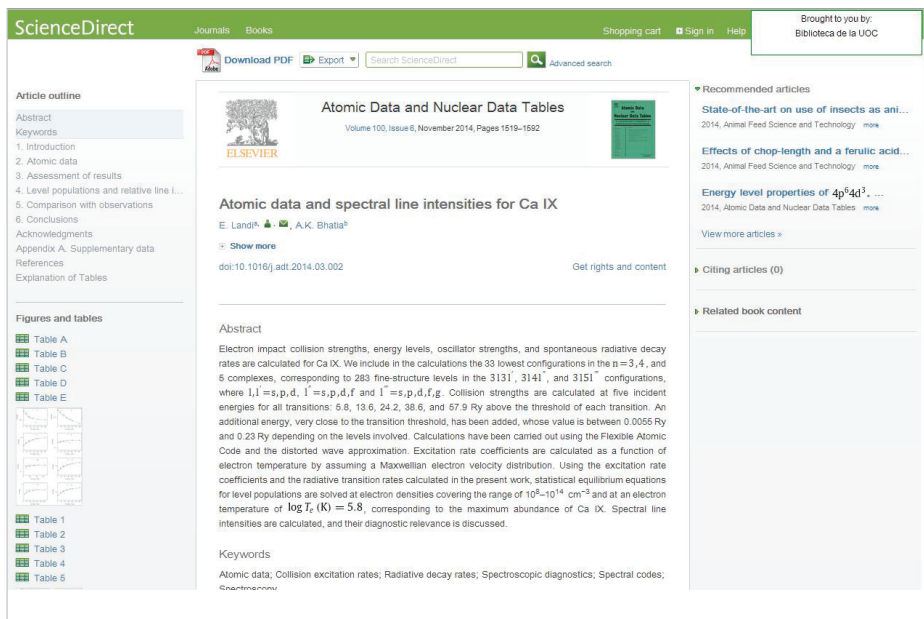 ScienceDirect
Journals Books
Shopping cart Sign in Help
Brought to you by:
Biblioteca de la UOC
Download PDF Export Search ScienceDirect Advanced search
Article outline
Abstract
Keywords
1. Introduction
2. Atomic data
3. Assessment of results
4. Level populations and relative line i...
5. Comparison with observations
6. Conclusions
Acknowledgments
Appendix A. Supplementary data
References
Explanation of Tables
Figures and tables
Table A
Table B
Table C
Table D
Table E
Table 1
Table 2
Table 3
Table 4
Table 5
ELSEVIER
Atomic Data and Nuclear Data Tables
Volume 100, Issue 6, November 2014, Pages 1519–1592
Atomic data and spectral line intensities for Ca IX
E. Landiᵃ, A.K. Bhatiaᵇ
Show more
doi:10.1016/j.adt.2014.03.002
Get rights and content
Abstract
Electron impact collision strengths, energy levels, oscillator strengths, and spontaneous radiative decay
rates are calculated for Ca IX. We include in the calculations the 33 lowest configurations in the n=3,4, and
5 complexes, corresponding to 283 fine-structure levels in the 3l3l′, 3l4l″, and 3l5l‴ configurations,
where l,l′=s,p,d, l″=s,p,d,f and l‴=s,p,d,f,g. Collision strengths are calculated at five incident
energies for all transitions: 5.8, 13.6, 24.2, 38.6, and 57.9 Ry above the threshold of each transition. An
additional energy, very close to the transition threshold, has been added, whose value is between 0.0055 Ry
and 0.23 Ry depending on the levels involved. Calculations have been carried out using the Flexible Atomic
Code and the distorted wave approximation. Excitation rate coefficients are calculated as a function of
electron temperature by assuming a Maxwellian electron velocity distribution. Using the excitation rate
coefficients and the radiative transition rates calculated in the present work, statistical equilibrium equations
for level populations are solved at electron densities covering the range of 10⁸–10¹⁴ cm⁻³ and at an electron
temperature of log Tₑ (K) = 5.8, corresponding to the maximum abundance of Ca IX. Spectral line
intensities are calculated, and their diagnostic relevance is discussed.
Keywords
Atomic data; Collision excitation rates; Radiative decay rates; Spectroscopic diagnostics; Spectral codes;
Spectroscopy
Recommended articles
State-of-the-art on use of insects as ani...
2014, Animal Feed Science and Technology more
Effects of chop-length and a ferulic acid...
2014, Animal Feed Science and Technology more
Energy level properties of 4p⁶4d³, ...
2014, Atomic Data and Nuclear Data Tables more
View more articles »
Citing articles (0)
Related book content